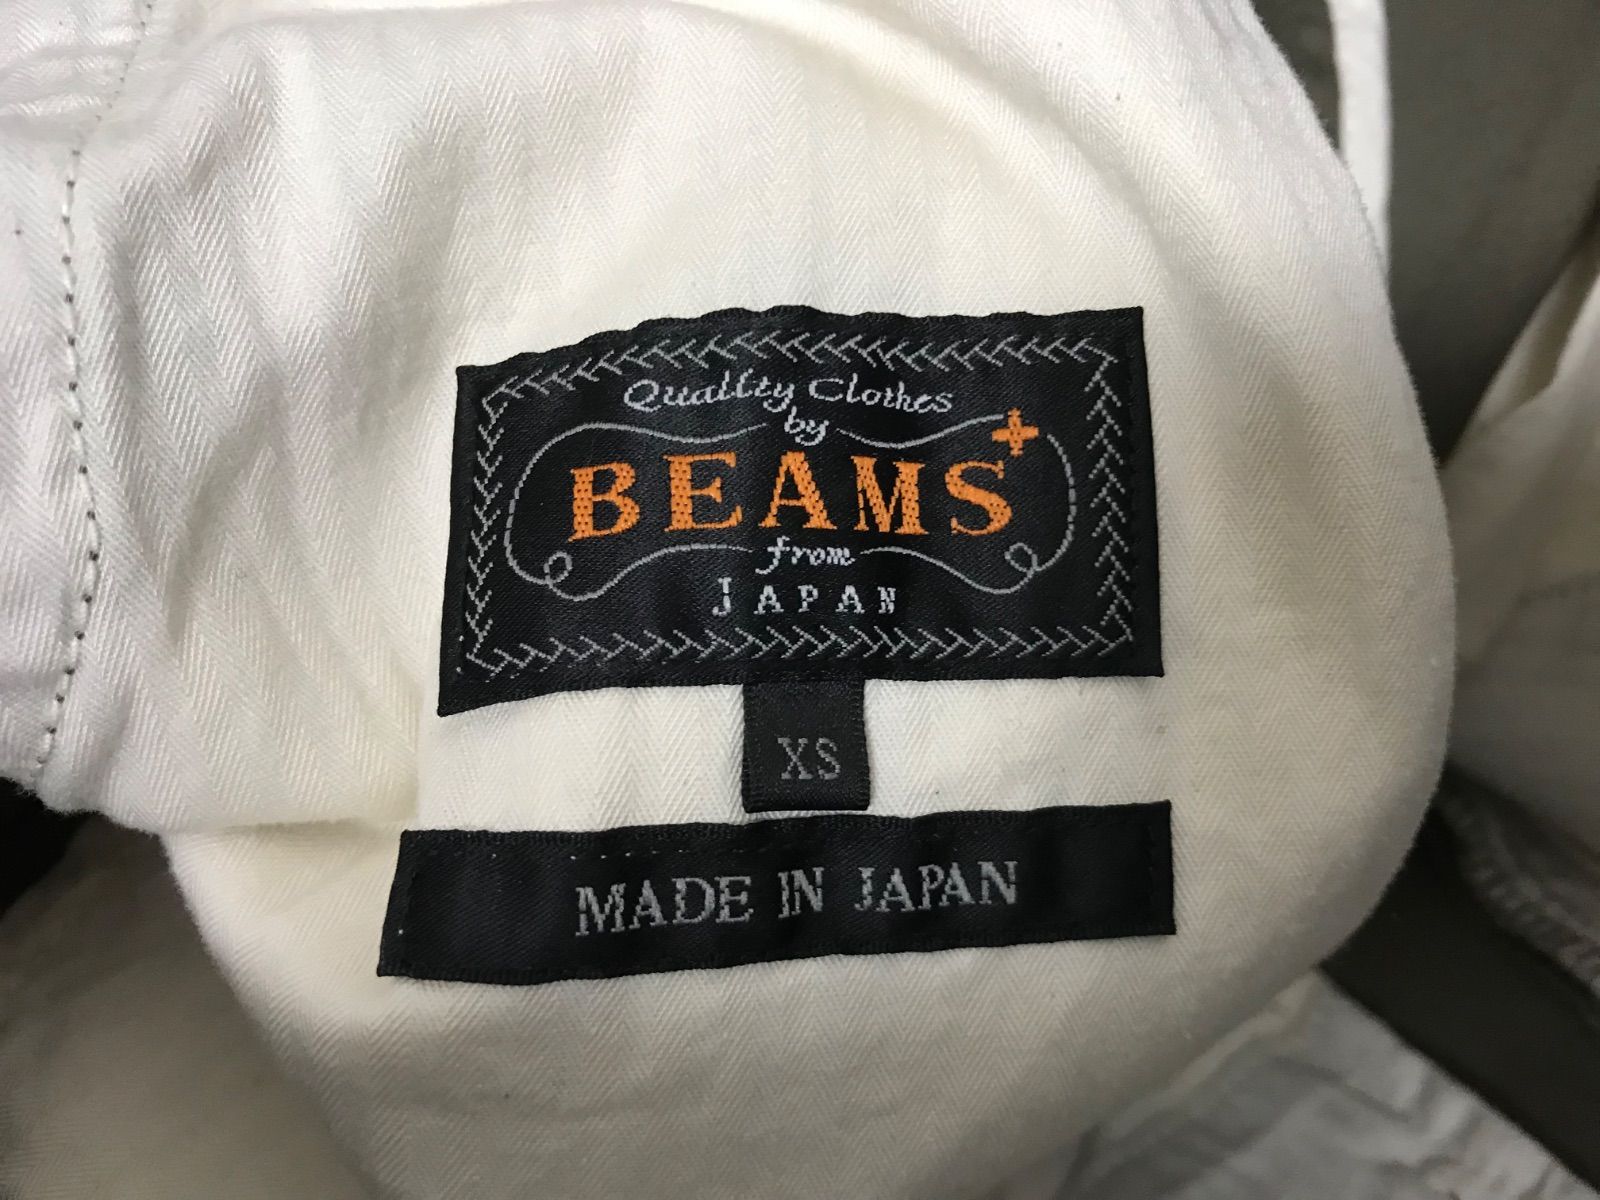 Quality Clothes
by
BEAMS+
from
JAPAN
XS
MADE IN JAPAN